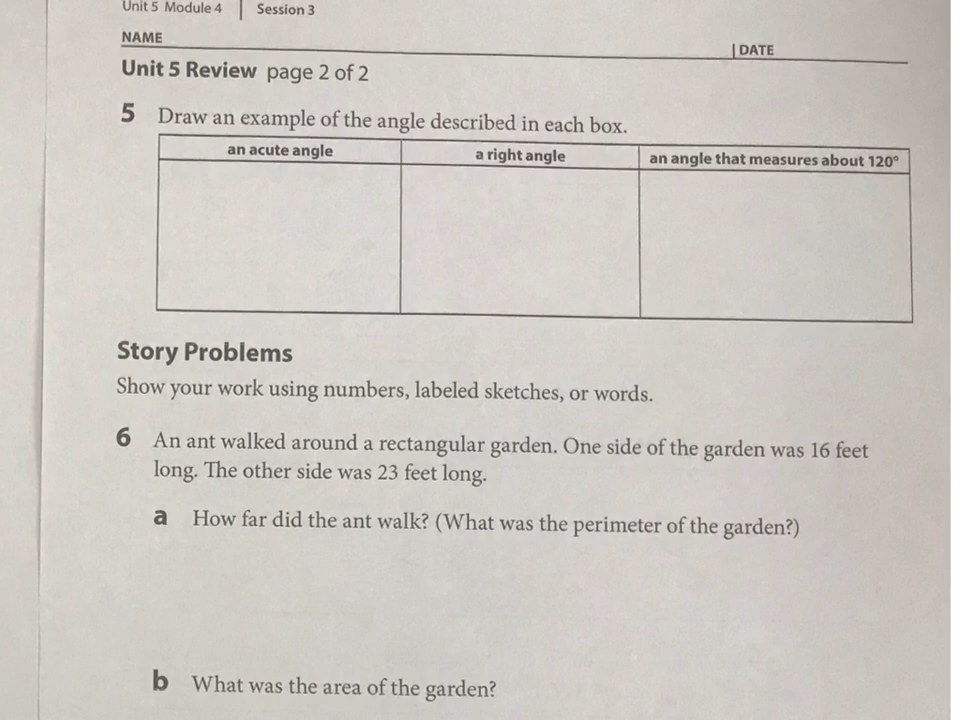 Unit 5 Module 4 | Session 3
NAME | DATE
Unit 5 Review page 2 of 2
5 Draw an example of the angle described in each box.
an acute angle a right angle an angle that measures about 120°
Story Problems
Show your work using numbers, labeled sketches, or words.
6 An ant walked around a rectangular garden. One side of the garden was 16 feet
long. The other side was 23 feet long.
a How far did the ant walk? (What was the perimeter of the garden?)
b What was the area of the garden?